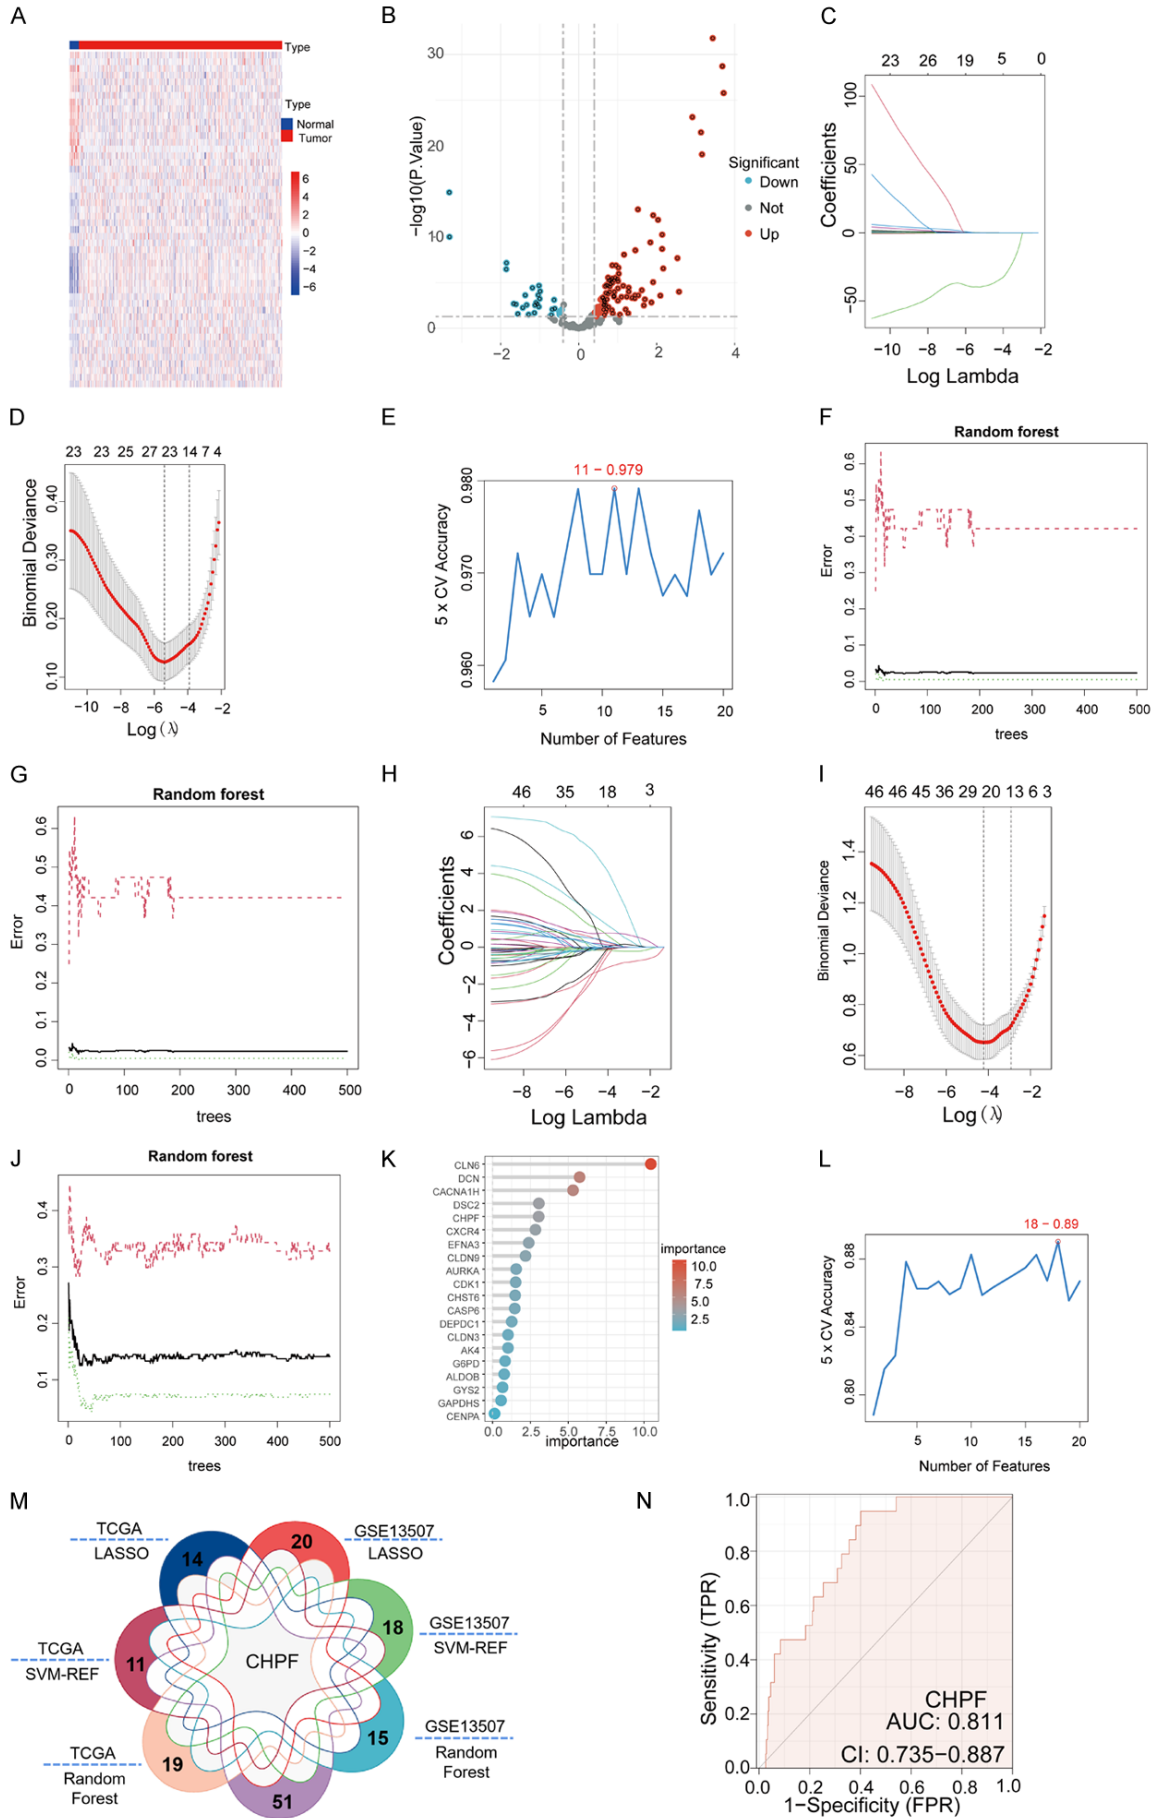 A
Type
Type
Normal
Tumor
6
4
2
0
−2
−4
−6
B
−log10(P.Value)
30
20
10
0
−2
0
2
4
Significant
Down
Not
Up
C
23 26 19 5 0
Coefficients
100
50
0
−50
−10 −8 −6 −4 −2
Log Lambda
D
23 23 25 27 23 14 7 4
Binomial Deviance
0.40
0.30
0.20
0.10
−10 −8 −6 −4 −2
Log (λ)
E
11 − 0.979
5 x CV Accuracy
0.980
0.970
0.960
5 10 15 20
Number of Features
F
Random forest
Error
0.6
0.5
0.4
0.3
0.2
0.1
0.0
0 100 200 300 400 500
trees
G
Random forest
Error
0.6
0.5
0.4
0.3
0.2
0.1
0.0
0 100 200 300 400 500
trees
H
46 35 18 3
Coefficients
6
4
2
0
−2
−4
−6
−8 −6 −4 −2
Log Lambda
I
46 46 45 36 29 20 13 6 3
Binomial Deviance
1.4
1.2
1.0
0.8
0.6
−8 −6 −4 −2
Log (λ)
J
Random forest
Error
0.4
0.3
0.2
0.1
0 100 200 300 400 500
trees
K
CLN6
DCN
CACNA1H
DSC2
CHPF
CXCR4
EFNA3
CLDN9
AURKA
CDK1
CHST6
CASP6
DEPDC1
CLDN3
AK4
G6PD
ALDOB
GYS2
GAPDHS
CENPA
0.0 2.5 5.0 7.5 10.0
importance
importance
10.0
7.5
5.0
2.5
L
18 − 0.89
5 x CV Accuracy
0.88
0.84
0.80
5 10 15 20
Number of Features
M
TCGA
LASSO
14
20
GSE13507
LASSO
18
GSE13507
SVM-REF
TCGA
SVM-REF
11
CHPF
15
GSE13507
Random
Forest
TCGA
Random
Forest
19
51
N
Sensitivity (TPR)
1.0
0.8
0.6
0.4
0.2
0.0
CHPF
AUC: 0.811
CI: 0.735−0.887
0.0 0.2 0.4 0.6 0.8 1.0
1−Specificity (FPR)